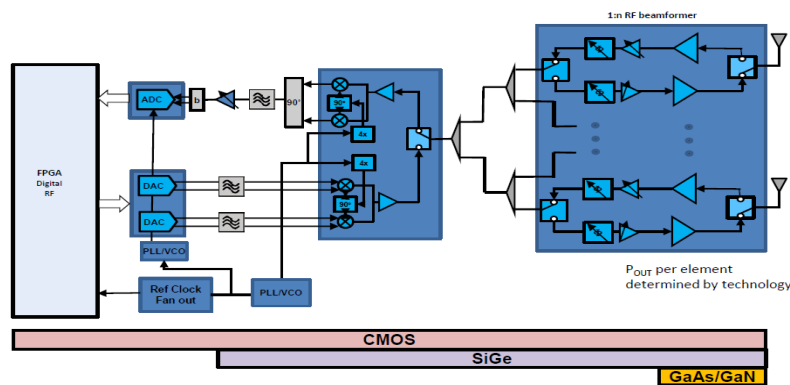 1:n RF beamformer
ADC
b
90°
90°
4x
4x
90°
FPGA
Digital
RF
DAC
DAC
PLL/VCO
Ref Clock
Fan out
PLL/VCO
Φ
Φ
Φ
Φ
P_OUT per element
determined by technology
CMOS
SiGe
GaAs/GaN